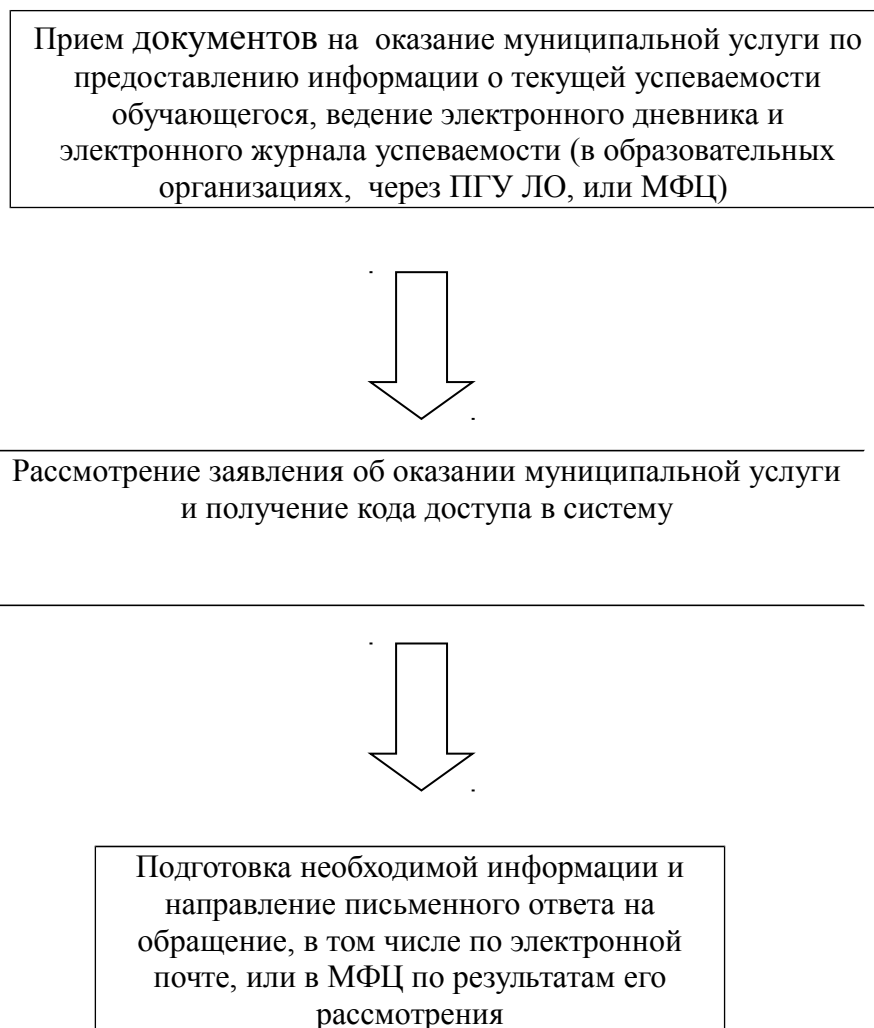 Прием документов на оказание муниципальной услуги по
предоставлению информации о текущей успеваемости
обучающегося, ведение электронного дневника и
электронного журнала успеваемости (в образовательных
организациях, через ПГУ ЛО, или МФЦ)
Рассмотрение заявления об оказании муниципальной услуги
и получение кода доступа в систему
Подготовка необходимой информации и
направление письменного ответа на
обращение, в том числе по электронной
почте, или в МФЦ по результатам его
рассмотрения